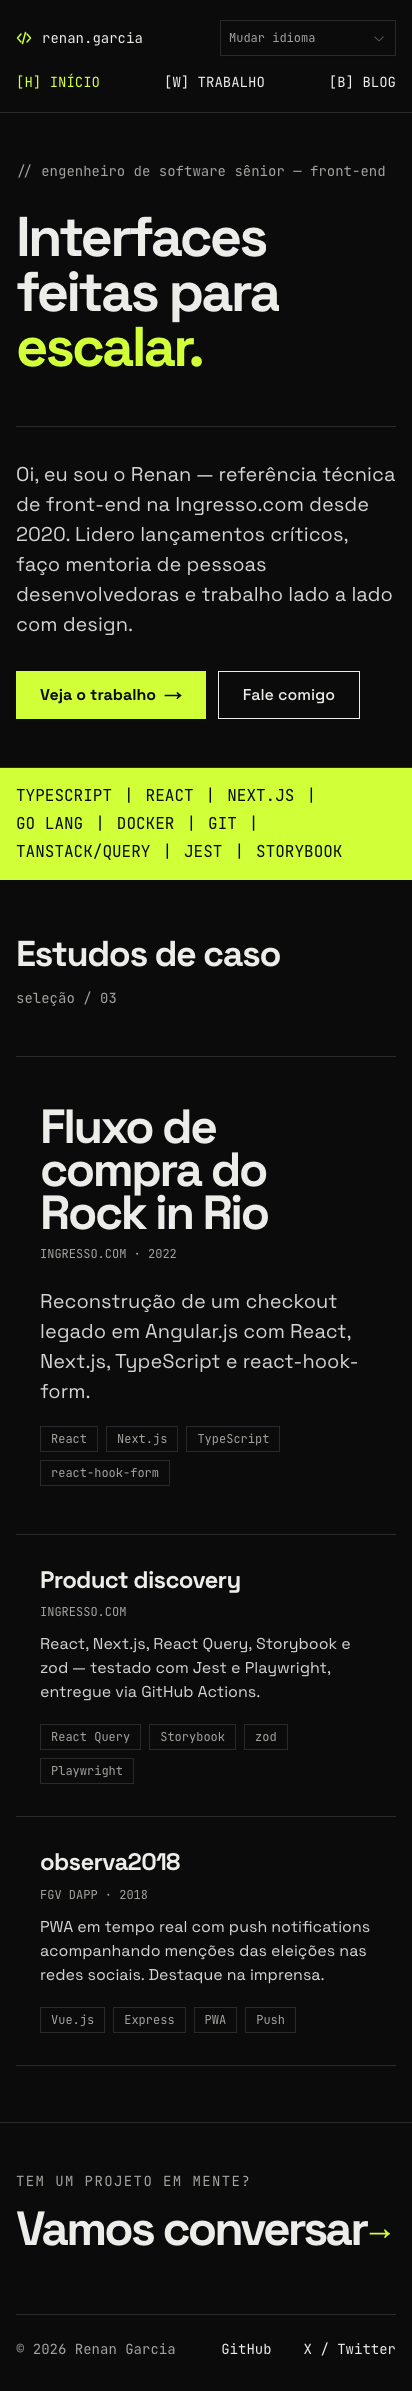 renan.garcia
Mudar idioma
[H] INÍCIO
[W] TRABALHO
[B] BLOG
// engenheiro de software sênior — front-end
Interfaces
feitas para
escalar.
Oi, eu sou o Renan — referência técnica
de front-end na Ingresso.com desde
2020. Lidero lançamentos críticos,
faço mentoria de pessoas
desenvolvedoras e trabalho lado a lado
com design.
Veja o trabalho →
Fale comigo
TYPESCRIPT | REACT | NEXT.JS |
GO LANG | DOCKER | GIT |
TANSTACK/QUERY | JEST | STORYBOOK
Estudos de caso
seleção / 03
Fluxo de
compra do
Rock in Rio
INGRESSO.COM · 2022
Reconstrução de um checkout
legado em Angular.js com React,
Next.js, TypeScript e react-hook-
form.
React
Next.js
TypeScript
react-hook-form
Product discovery
INGRESSO.COM
React, Next.js, React Query, Storybook e
zod — testado com Jest e Playwright,
entregue via GitHub Actions.
React Query
Storybook
zod
Playwright
observa2018
FGV DAPP · 2018
PWA em tempo real com push notifications
acompanhando menções das eleições nas
redes sociais. Destaque na imprensa.
Vue.js
Express
PWA
Push
TEM UM PROJETO EM MENTE?
Vamos conversar→
© 2026 Renan Garcia
GitHub
X / Twitter